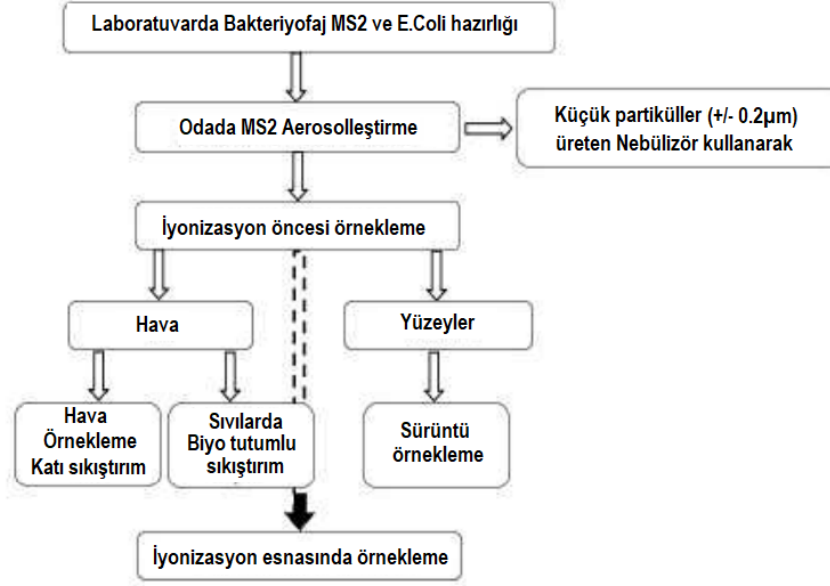 Laboratuvarda Bakteriyofaj MS2 ve E.Coli hazırlığı
Odada MS2 Aerosolleştirme
Küçük partiküller (+/- 0.2µm)
üreten Nebülizör kullanarak
İyonizasyon öncesi örnekleme
Hava
Yüzeyler
Hava
Örnekleme
Katı sıkıştırım
Sıvılarda
Biyo tutumlu
sıkıştırım
Sürüntü
örnekleme
İyonizasyon esnasında örnekleme